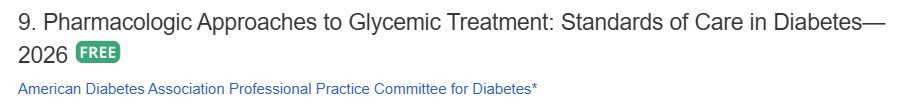 9. Pharmacologic Approaches to Glycemic Treatment: Standards of Care in Diabetes—
2026 FREE
American Diabetes Association Professional Practice Committee for Diabetes*